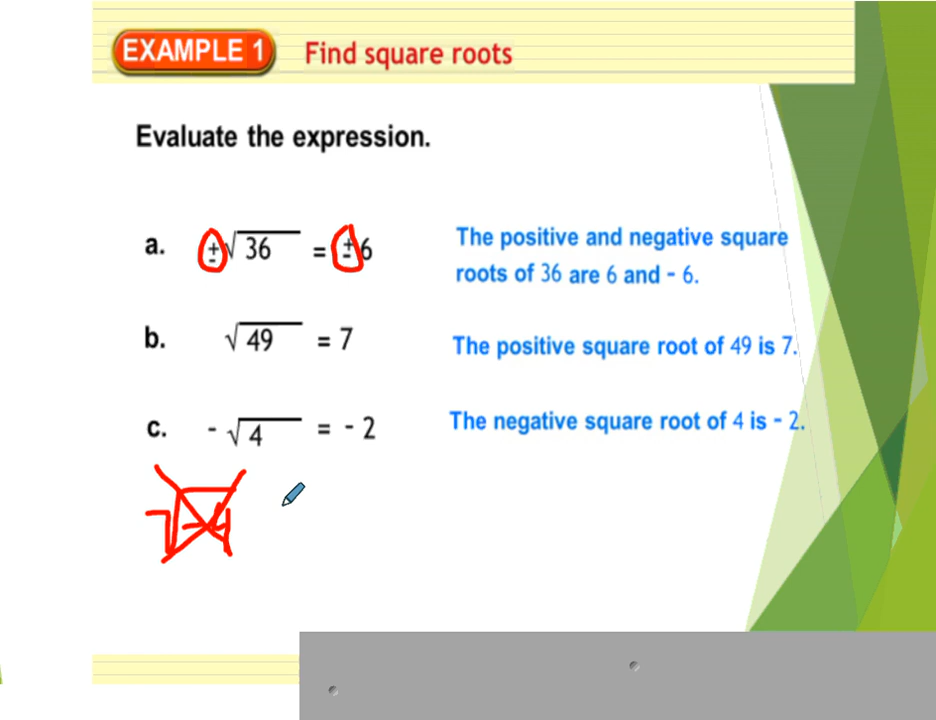 EXAMPLE 1 Find square roots
Evaluate the expression.
a. ±√36 = ±6 The positive and negative square
roots of 36 are 6 and - 6.
b. √49 = 7 The positive square root of 49 is 7.
c. -√4 = - 2 The negative square root of 4 is - 2.
√-4